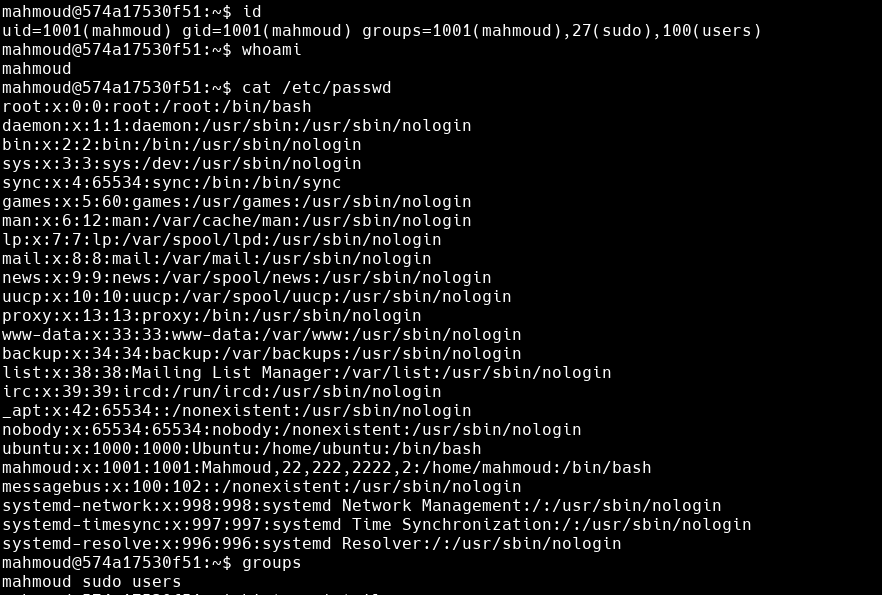 mahmoud@574a17530f51:~$ id
uid=1001(mahmoud) gid=1001(mahmoud) groups=1001(mahmoud),27(sudo),100(users)
mahmoud@574a17530f51:~$ whoami
mahmoud
mahmoud@574a17530f51:~$ cat /etc/passwd
root:x:0:0:root:/root:/bin/bash
daemon:x:1:1:daemon:/usr/sbin:/usr/sbin/nologin
bin:x:2:2:bin:/bin:/usr/sbin/nologin
sys:x:3:3:sys:/dev:/usr/sbin/nologin
sync:x:4:65534:sync:/bin:/bin/sync
games:x:5:60:games:/usr/games:/usr/sbin/nologin
man:x:6:12:man:/var/cache/man:/usr/sbin/nologin
lp:x:7:7:lp:/var/spool/lpd:/usr/sbin/nologin
mail:x:8:8:mail:/var/mail:/usr/sbin/nologin
news:x:9:9:news:/var/spool/news:/usr/sbin/nologin
uucp:x:10:10:uucp:/var/spool/uucp:/usr/sbin/nologin
proxy:x:13:13:proxy:/bin:/usr/sbin/nologin
www-data:x:33:33:www-data:/var/www:/usr/sbin/nologin
backup:x:34:34:backup:/var/backups:/usr/sbin/nologin
list:x:38:38:Mailing List Manager:/var/list:/usr/sbin/nologin
irc:x:39:39:ircd:/run/ircd:/usr/sbin/nologin
_apt:x:42:65534::/nonexistent:/usr/sbin/nologin
nobody:x:65534:65534:nobody:/nonexistent:/usr/sbin/nologin
ubuntu:x:1000:1000:Ubuntu:/home/ubuntu:/bin/bash
mahmoud:x:1001:1001:Mahmoud,22,222,2222,2:/home/mahmoud:/bin/bash
messagebus:x:100:102::/nonexistent:/usr/sbin/nologin
systemd-network:x:998:998:systemd Network Management:/:/usr/sbin/nologin
systemd-timesync:x:997:997:systemd Time Synchronization:/:/usr/sbin/nologin
systemd-resolve:x:996:996:systemd Resolver:/:/usr/sbin/nologin
mahmoud@574a17530f51:~$ groups
mahmoud sudo users